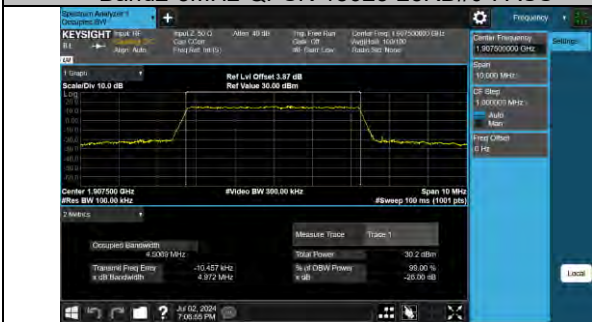 Spectrum Analyzer 1
Occupied BW
+
Frequency
KEYSIGHT Input: RF
Input Z: 50 Ω
Atten: 40 dB
Trig: Free Run
Center Freq: 1.907500000 GHz
Align: Auto
Gate: Off
Avg|Hold: 100/100
Radio Std: None
Center Frequency
1.907500000 GHz
Settings
Span
10.000 MHz
CF Step
1.000000 MHz
Auto
Man
Freq Offset
0 Hz
1 Graph
Scale/Div 10.0 dB
Ref Lvl Offset 3.87 dB
Ref Value 30.00 dBm
Log
Center 1.907500 GHz
#Video BW 300.00 kHz
Span 10 MHz
#Res BW 100.00 kHz
#Sweep 100 ms (1001 pts)
2 Metrics
Measure Trace
Trace 1
Occupied Bandwidth
MHz
Total Power
30.2 dBm
Transmit Freq Error
-10.457 kHz
% of OBW Power
99.00 %
x dB Bandwidth
4.972 MHz
x dB
-26.00 dB
Local
?
Jul 02, 2024
7:06:55 PM